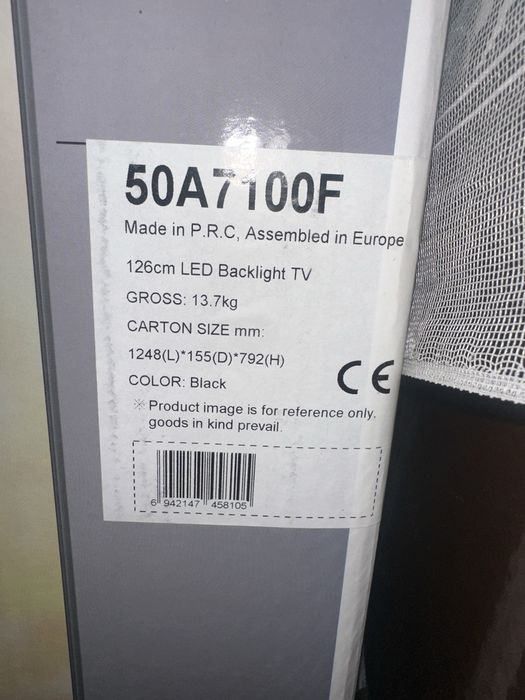 50A7100F
Made in P.R.C, Assembled in Europe
126cm LED Backlight TV
GROSS: 13.7kg
CARTON SIZE mm:
1248(L)*155(D)*792(H)
COLOR: Black
CE
※ Product image is for reference only,
goods in kind prevail.
6 942147 458105